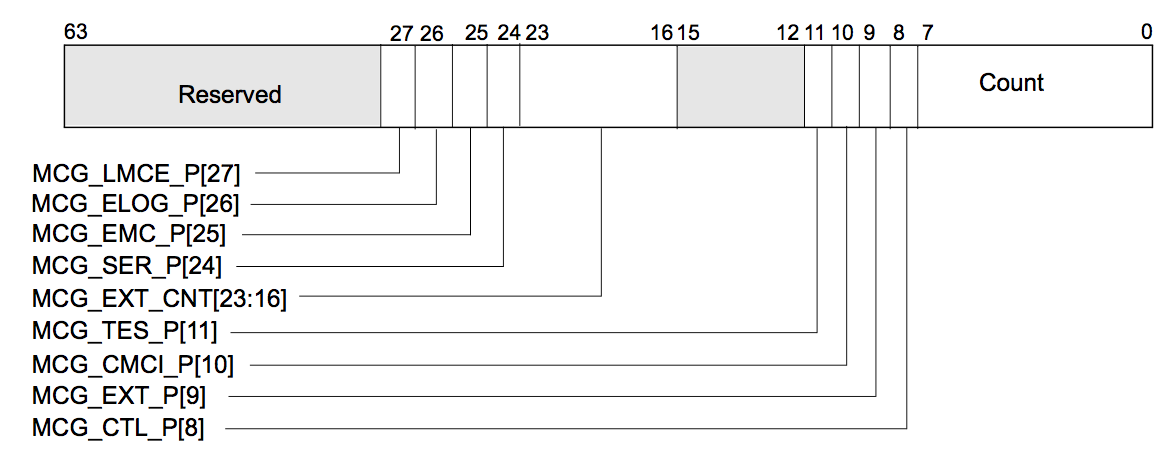 63 27 26 25 24 23 16 15 12 11 10 9 8 7 0
Reserved
Count
MCG_LMCE_P[27]
MCG_ELOG_P[26]
MCG_EMC_P[25]
MCG_SER_P[24]
MCG_EXT_CNT[23:16]
MCG_TES_P[11]
MCG_CMCI_P[10]
MCG_EXT_P[9]
MCG_CTL_P[8]